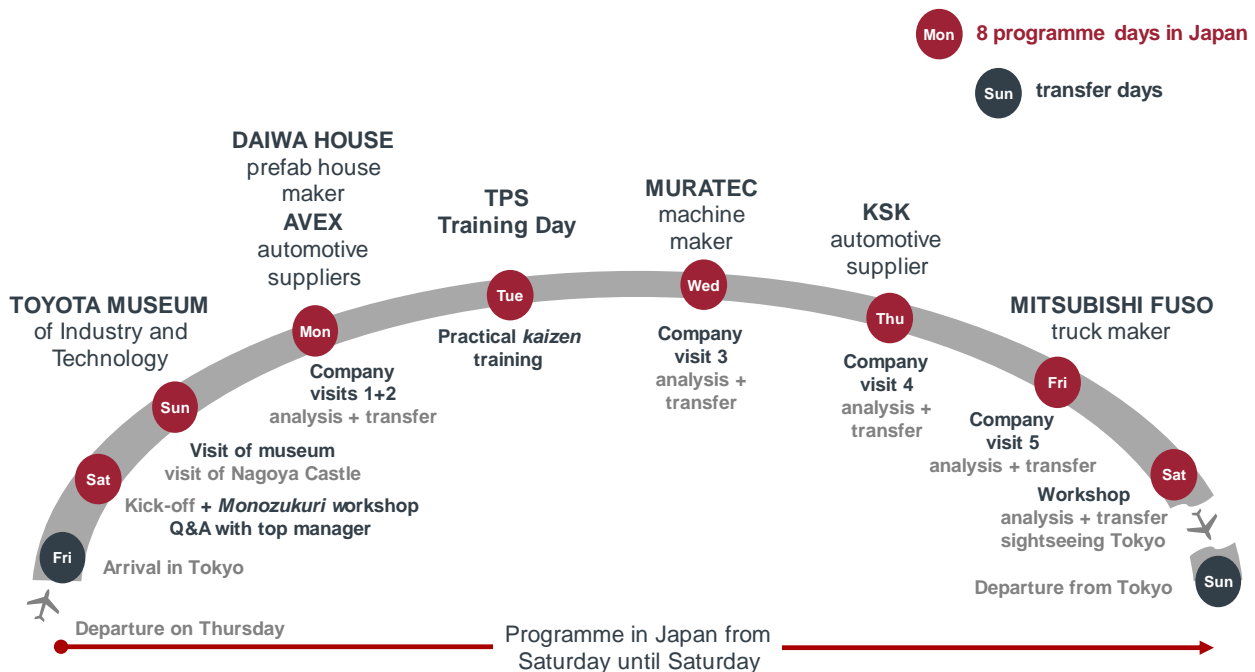 Mon
8 programme days in Japan
Sun
transfer days
DAIWA HOUSE
prefab house
maker
AVEX
automotive
suppliers
TPS
Training Day
MURATEC
machine
maker
KSK
automotive
supplier
TOYOTA MUSEUM
of Industry and
Technology
MITSUBISHI FUSO
truck maker
Fri
Arrival in Tokyo
Departure on Thursday
Sat
Kick-off + Monozukuri workshop
Q&A with top manager
Sun
Visit of museum
visit of Nagoya Castle
Mon
Company
visits 1+2
analysis + transfer
Tue
Practical kaizen
training
Wed
Company
visit 3
analysis +
transfer
Thu
Company
visit 4
analysis +
transfer
Fri
Company
visit 5
analysis + transfer
Sat
Workshop
analysis + transfer
sightseeing Tokyo
Sun
Departure from Tokyo
Programme in Japan from
Saturday until Saturday